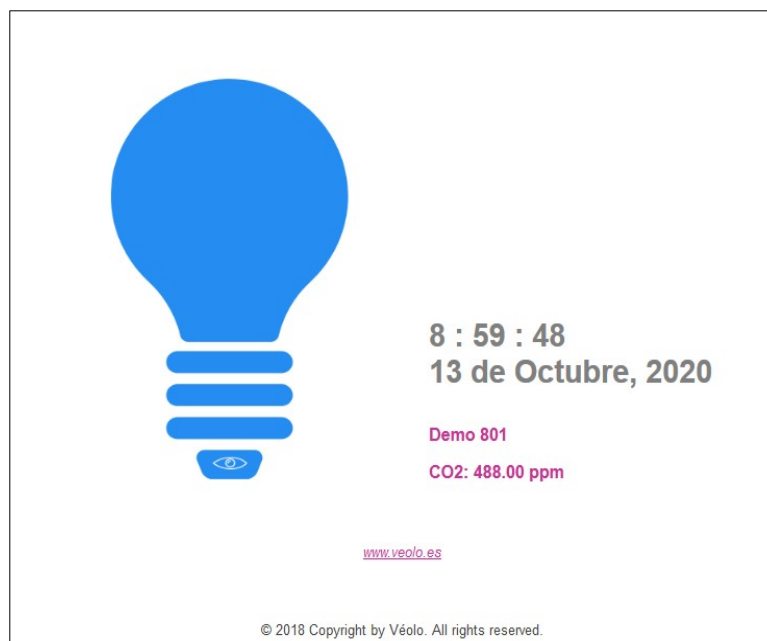 8 : 59 : 48
13 de Octubre, 2020
Demo 801
CO2: 488.00 ppm
www.veolo.es
© 2018 Copyright by Véolo. All rights reserved.